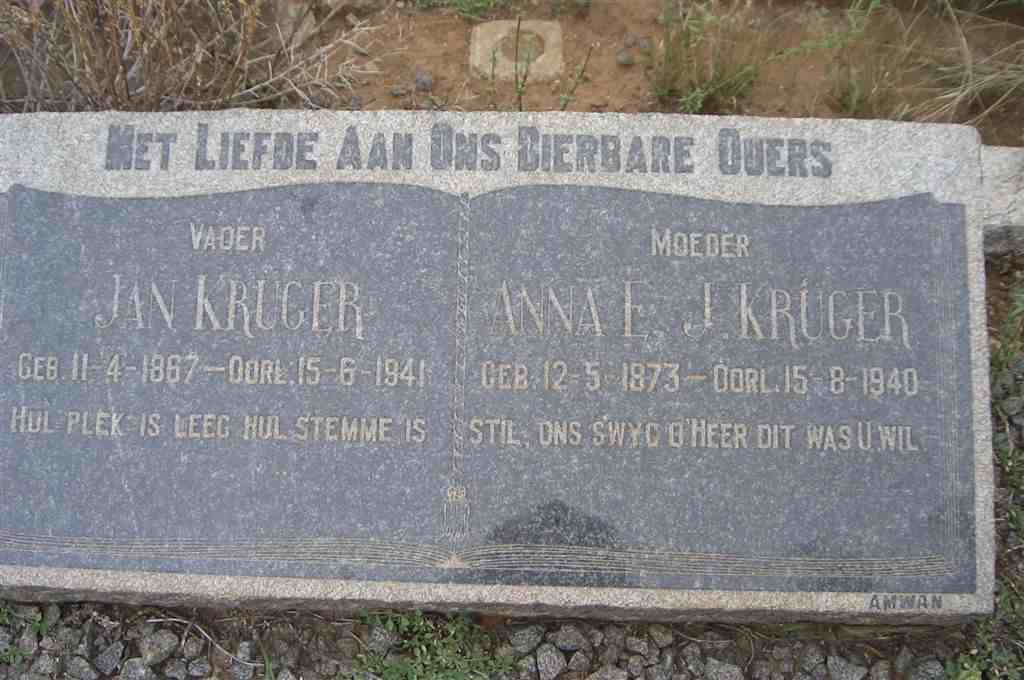 MET LIEFDE AAN ONS DIERBARE OUERS
VADER
JAN KRUGER
GEB. 11-4-1867 - OORL. 15-6-1941
MOEDER
ANNA E. J. KRUGER
GEB. 12-5-1873 - OORL. 15-8-1940
HUL PLEK IS LEEG HUL STEMME IS STIL, ONS SWYG O'HEER DIT WAS U WIL.
AMWAN